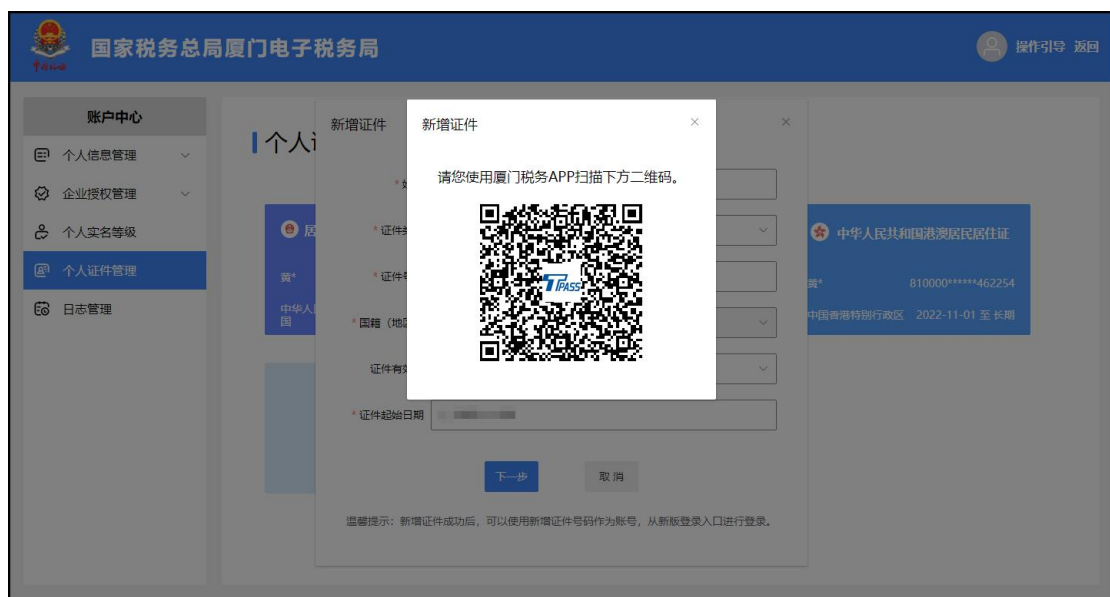 国家税务总局厦门电子税务局
操作引导 返回
账户中心
个人信息管理
企业授权管理
个人实名等级
个人证件管理
日志管理
个人
新增证件
新增证件
请您使用厦门税务APP扫描下方二维码。
TPASS
* 证件
* 证件
* 国籍（地
证件有
* 证件起始日期
下一步
取消
温馨提示：新增证件成功后，可以使用新增证件号码作为账号，从新版登录入口进行登录。
居
黄*
中华人
国
中华人民共和国港澳居民居住证
黄*
810000******462254
中国香港特别行政区 2022-11-01 至 长期